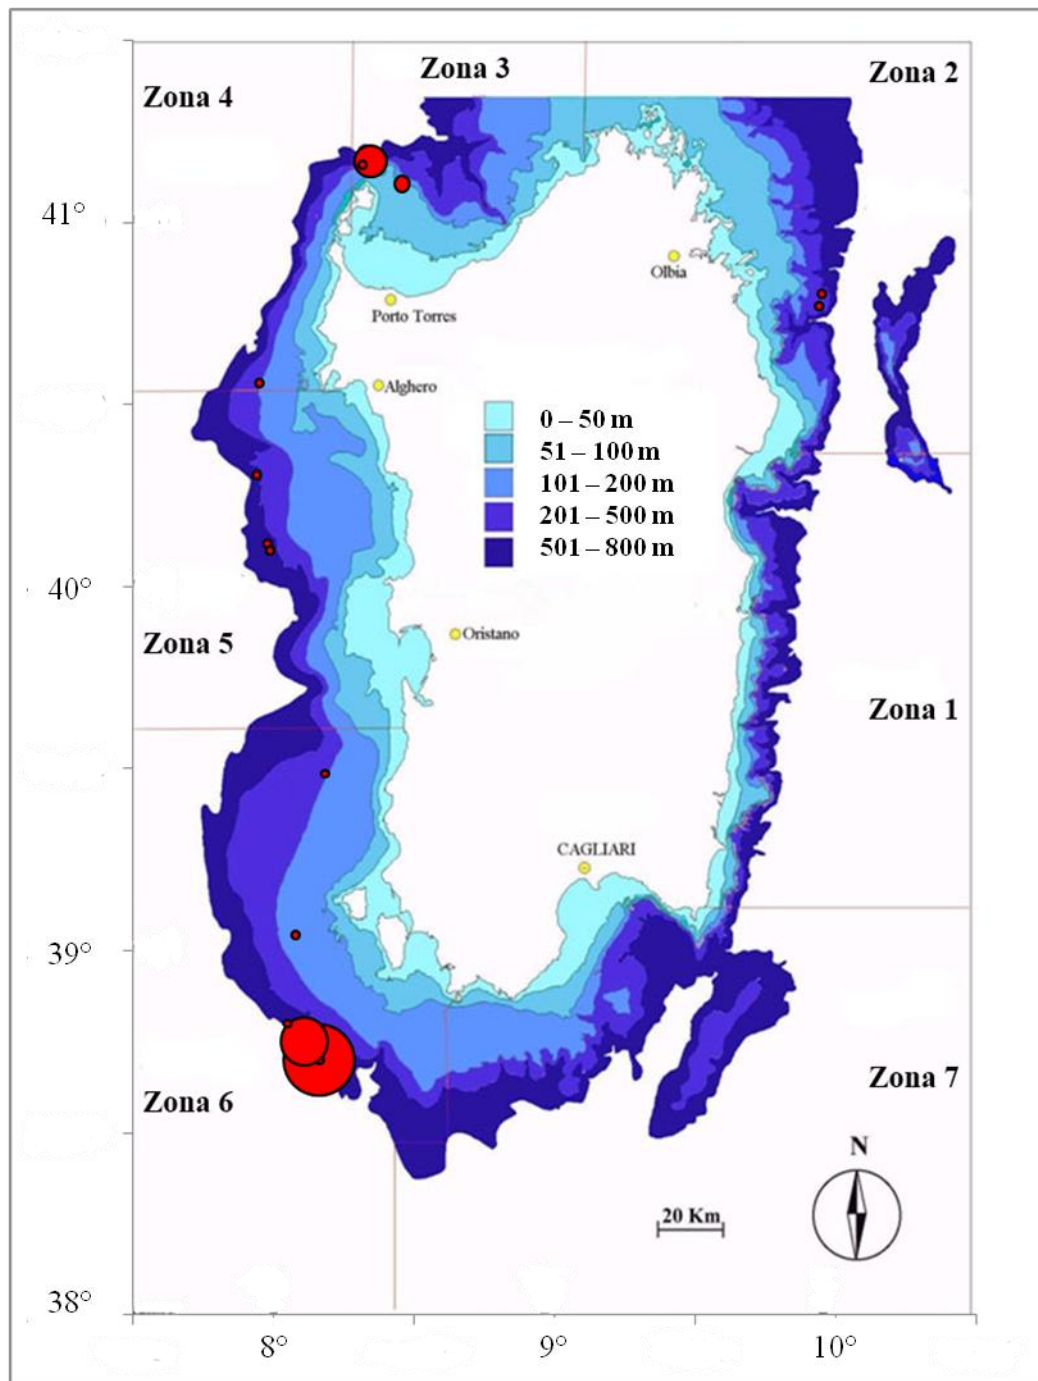 Zona 3
Zona 2
Zona 4
41°
Olbia
Porto Torres
Alghero
0 – 50 m
51 – 100 m
101 – 200 m
201 – 500 m
501 – 800 m
40°
Oristano
Zona 5
Zona 1
CAGLIARI
39°
Zona 7
Zona 6
N
20 Km
38°
8°
9°
10°